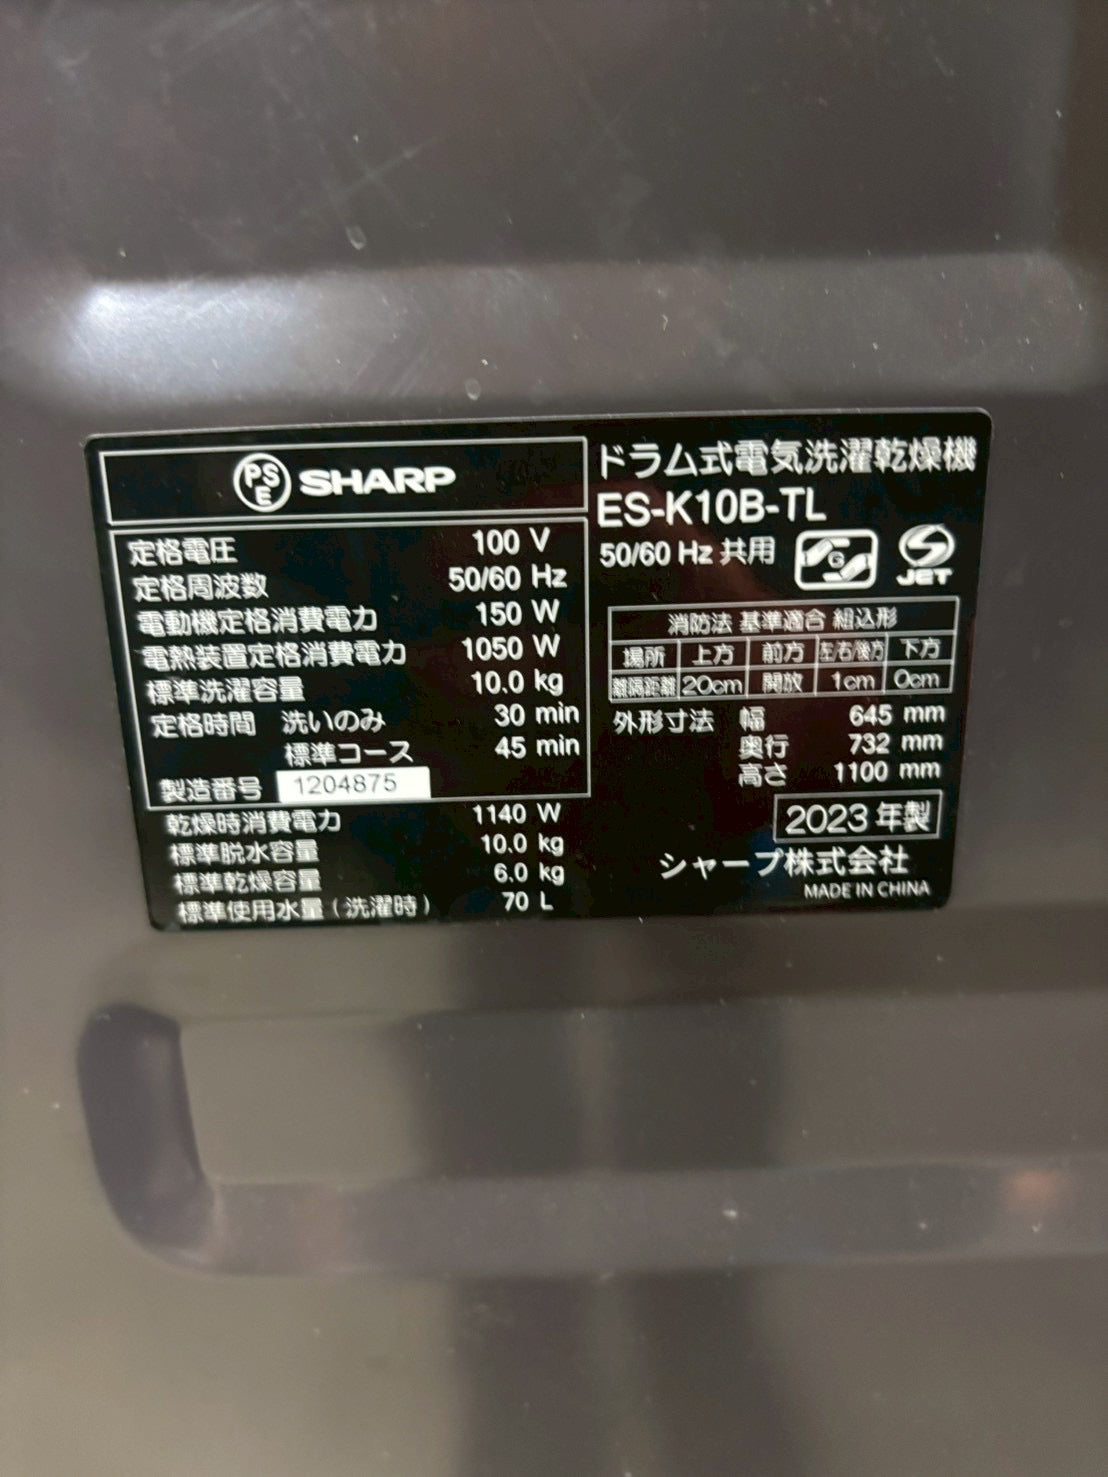 PSE SHARP
定格電圧 100 V
定格周波数 50/60 Hz
電動機定格消費電力 150 W
電熱装置定格消費電力 1050 W
標準洗濯容量 10.0 kg
定格時間 洗いのみ 30 min
標準コース 45 min
製造番号 1204875
乾燥時消費電力 1140 W
標準脱水容量 10.0 kg
標準乾燥容量 6.0 kg
標準使用水量(洗濯時) 70 L
ドラム式電気洗濯乾燥機
ES-K10B-TL
50/60 Hz 共用 G S JET
消防法 基準適合 組込形
場所 上方 前方 左右後方 下方
離隔距離 20cm 開放 1cm 0cm
外形寸法 幅 645 mm
奥行 732 mm
高さ 1100 mm
2023年製
シャープ株式会社
MADE IN CHINA